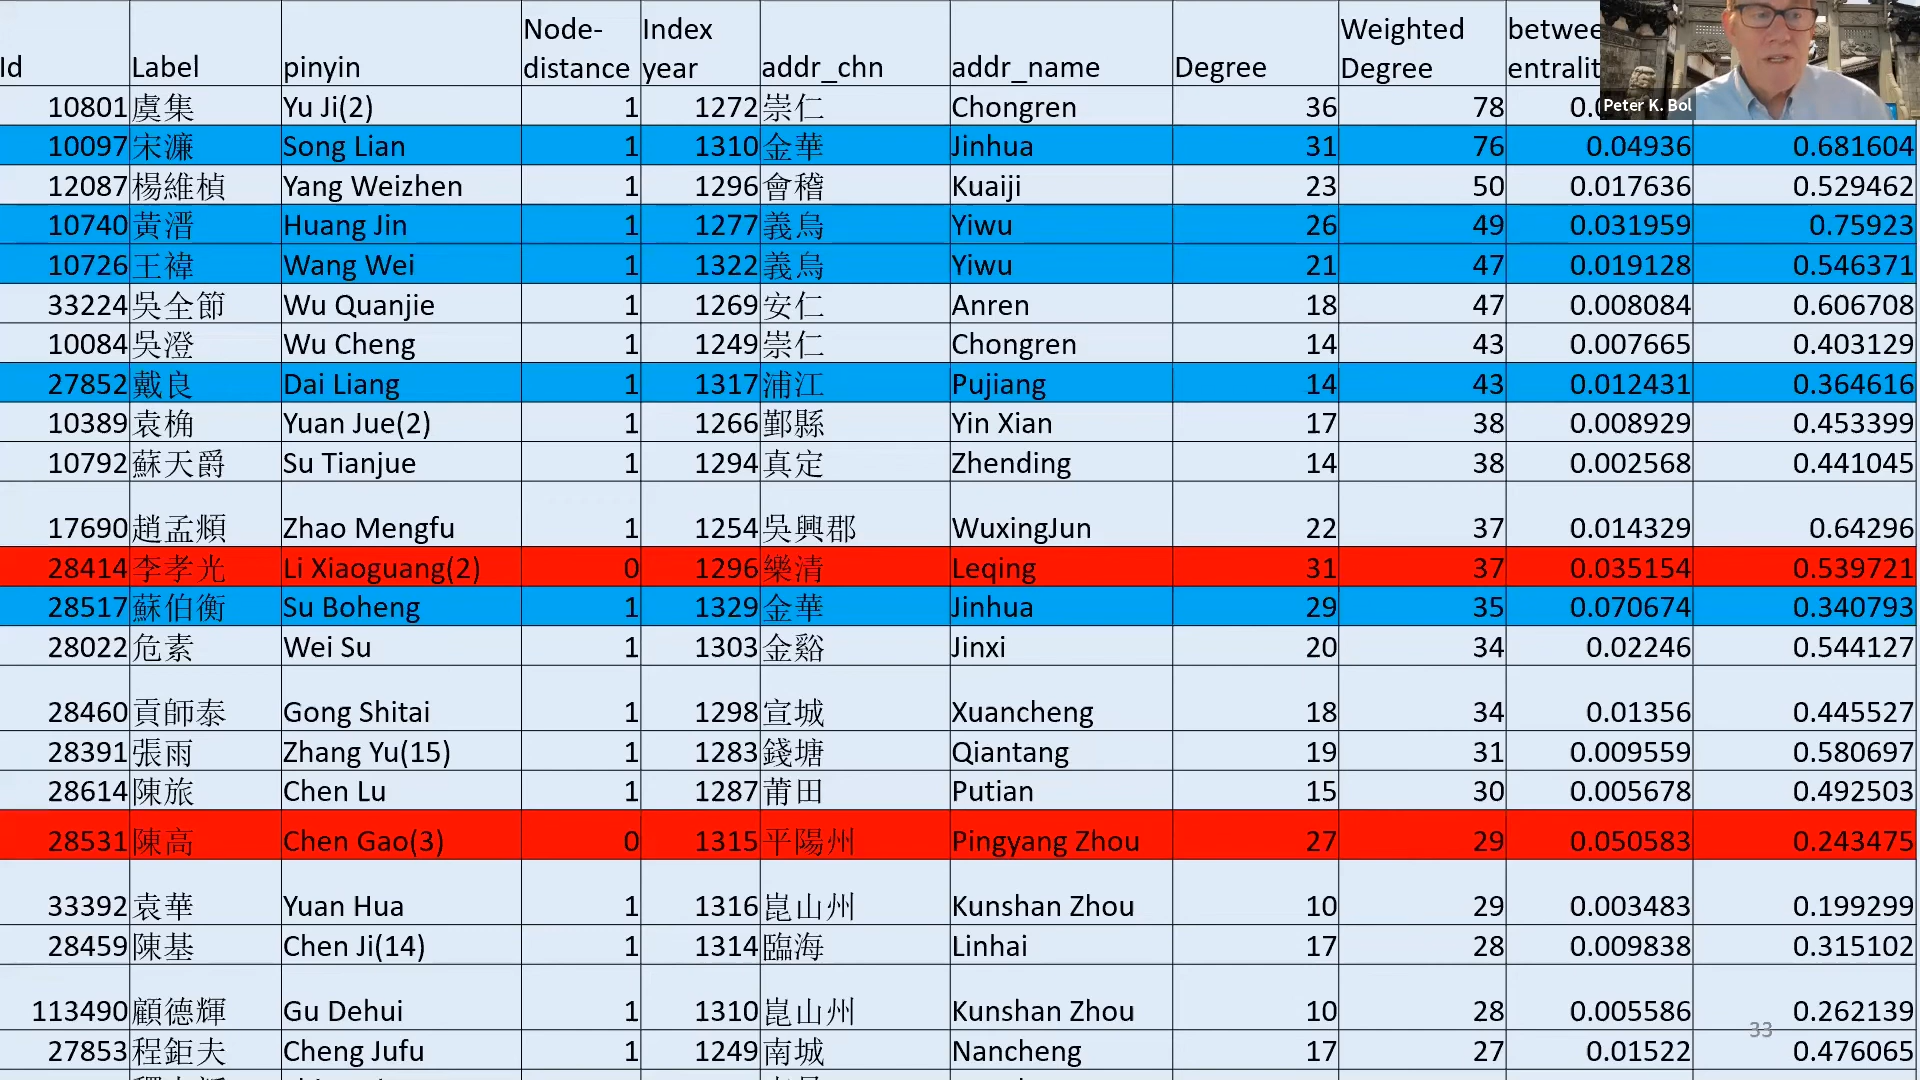 Id Label pinyin Node-distance Index year addr_chn addr_name Degree Weighted Degree betwee entralit
Peter K. Bol
10801 虞集 Yu Ji(2) 1 1272 崇仁 Chongren 36 78
10097 宋濂 Song Lian 1 1310 金華 Jinhua 31 76 0.04936 0.681604
12087 楊維楨 Yang Weizhen 1 1296 會稽 Kuaiji 23 50 0.017636 0.529462
10740 黃溍 Huang Jin 1 1277 義烏 Yiwu 26 49 0.031959 0.75923
10726 王褘 Wang Wei 1 1322 義烏 Yiwu 21 47 0.019128 0.546371
33224 吳全節 Wu Quanjie 1 1269 安仁 Anren 18 47 0.008084 0.606708
10084 吳澄 Wu Cheng 1 1249 崇仁 Chongren 14 43 0.007665 0.403129
27852 戴良 Dai Liang 1 1317 浦江 Pujiang 14 43 0.012431 0.364616
10389 袁桷 Yuan Jue(2) 1 1266 鄞縣 Yin Xian 17 38 0.008929 0.453399
10792 蘇天爵 Su Tianjue 1 1294 真定 Zhending 14 38 0.002568 0.441045
17690 趙孟頫 Zhao Mengfu 1 1254 吳興郡 WuxingJun 22 37 0.014329 0.64296
28414 李孝光 Li Xiaoguang(2) 0 1296 樂清 Leqing 31 37 0.035154 0.539721
28517 蘇伯衡 Su Boheng 1 1329 金華 Jinhua 29 35 0.070674 0.340793
28022 危素 Wei Su 1 1303 金谿 Jinxi 20 34 0.02246 0.544127
28460 貢師泰 Gong Shitai 1 1298 宣城 Xuancheng 18 34 0.01356 0.445527
28391 張雨 Zhang Yu(15) 1 1283 錢塘 Qiantang 19 31 0.009559 0.580697
28614 陳旅 Chen Lu 1 1287 莆田 Putian 15 30 0.005678 0.492503
28531 陳高 Chen Gao(3) 0 1315 平陽州 Pingyang Zhou 27 29 0.050583 0.243475
33392 袁華 Yuan Hua 1 1316 崑山州 Kunshan Zhou 10 29 0.003483 0.199299
28459 陳基 Chen Ji(14) 1 1314 臨海 Linhai 17 28 0.009838 0.315102
113490 顧德輝 Gu Dehui 1 1310 崑山州 Kunshan Zhou 10 28 0.005586 0.262139
33
27853 程鉅夫 Cheng Jufu 1 1249 南城 Nancheng 17 27 0.01522 0.476065